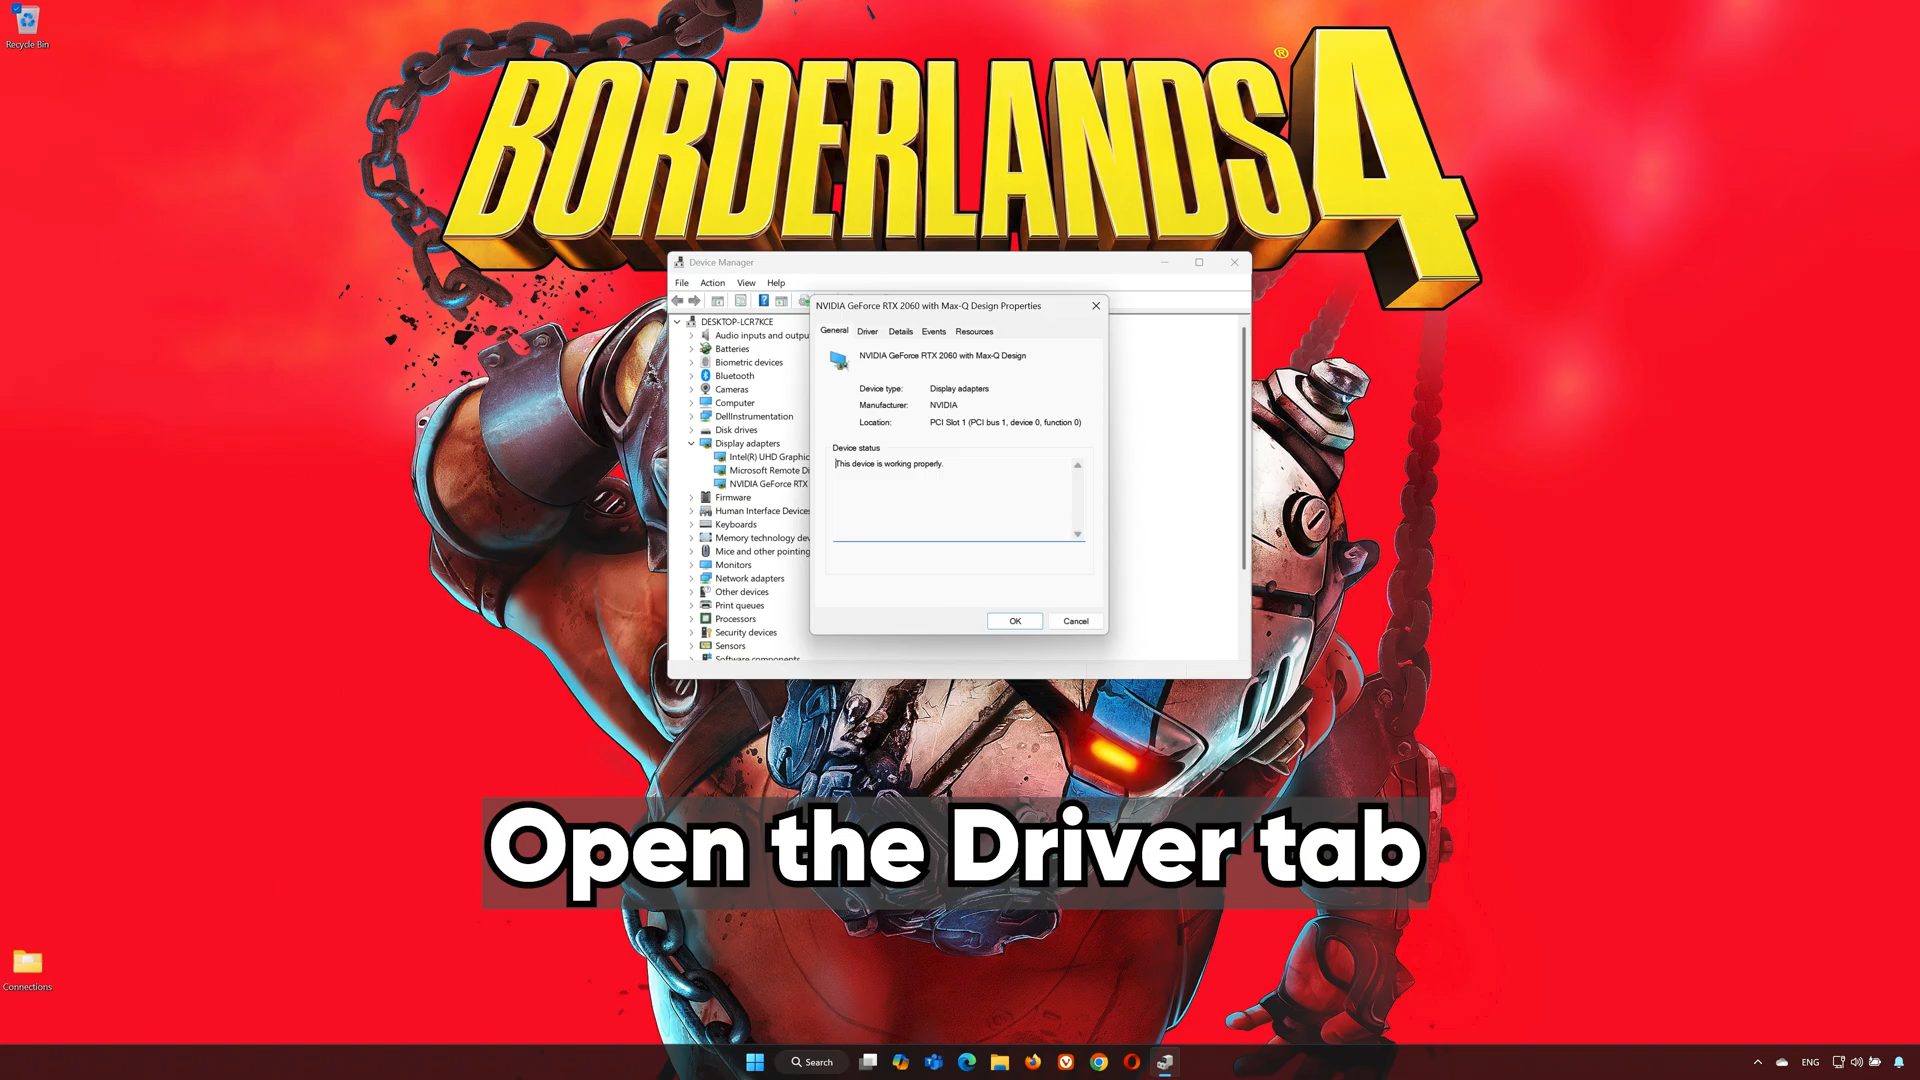 Recycle Bin
BORDERLANDS 4
®
Device Manager
File Action View Help
NVIDIA GeForce RTX 2060 with Max-Q Design Properties
General Driver Details Events Resources
NVIDIA GeForce RTX 2060 with Max-Q Design
Device type: Display adapters
Manufacturer: NVIDIA
Location: PCI Slot 1 (PCI bus 1, device 0, function 0)
Device status
This device is working properly.
OK Cancel
DESKTOP-LCR7KCE
Audio inputs and outpu
Batteries
Biometric devices
Bluetooth
Cameras
Computer
DellInstrumentation
Disk drives
Display adapters
Intel(R) UHD Graphic
Microsoft Remote Di
NVIDIA GeForce RTX
Firmware
Human Interface Devices
Keyboards
Memory technology dev
Mice and other pointing
Monitors
Network adapters
Other devices
Print queues
Processors
Security devices
Sensors
Software components
Open the Driver tab
Connections
Search
ENG